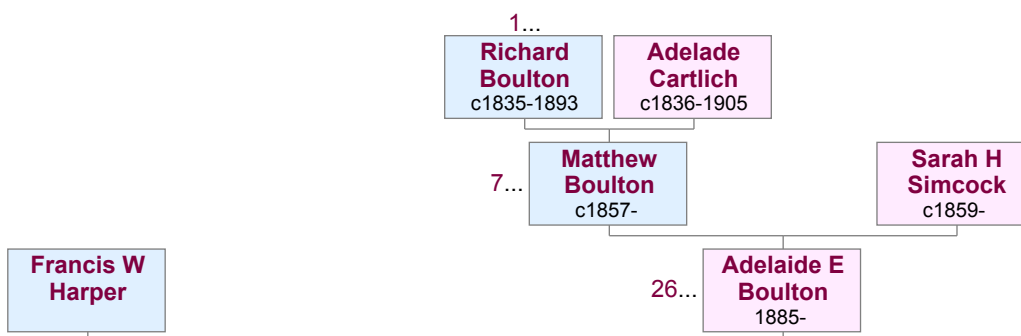 1...
Richard
Boulton
c1835-1893
Adelade
Cartlich
c1836-1905
7...
Matthew
Boulton
c1857-
Sarah H
Simcock
c1859-
Francis W
Harper
26...
Adelaide E
Boulton
1885-